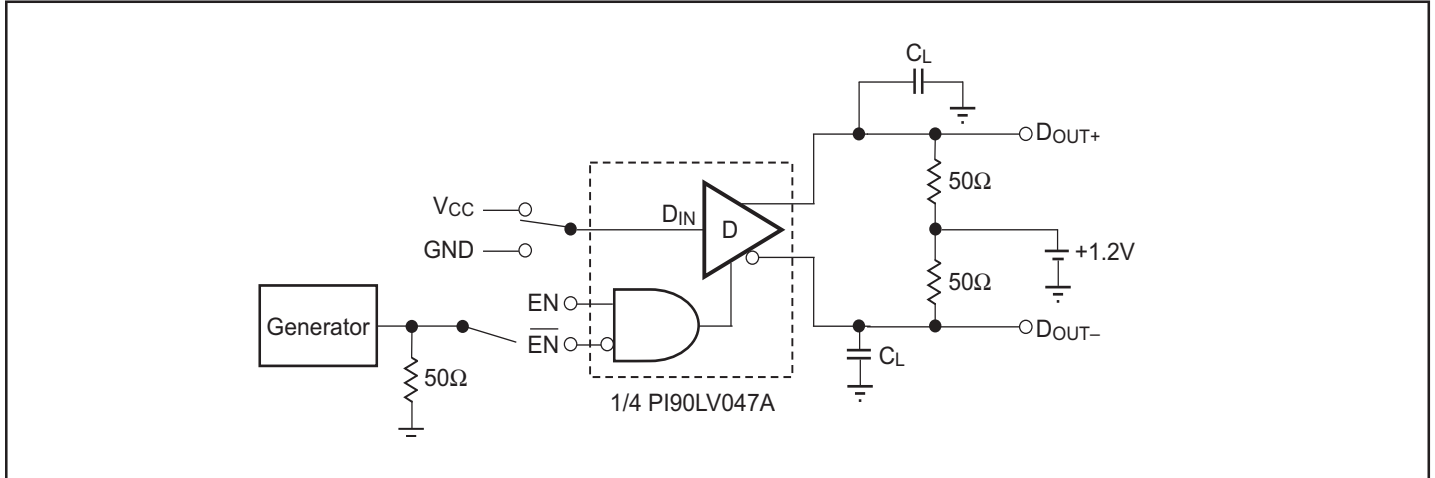 CL
DOUT+
50Ω
VCC
DIN
D
GND
+1.2V
50Ω
EN
Generator
EN
DOUT–
50Ω
CL
1/4 PI90LV047A